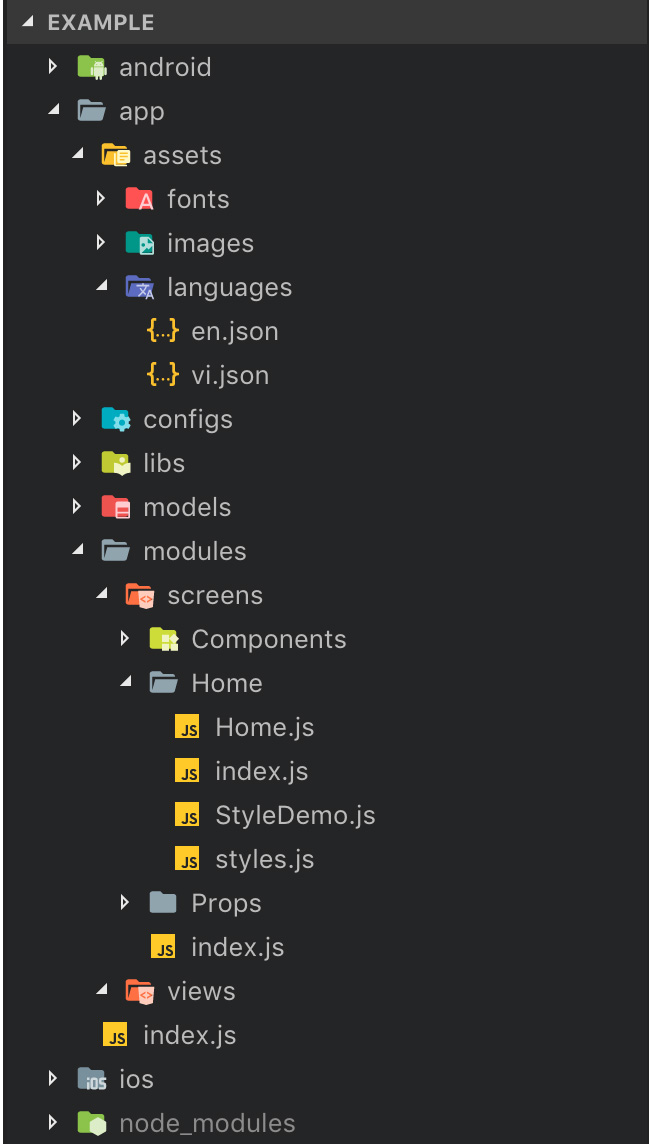 EXAMPLE
android
app
assets
fonts
images
languages
{...} en.json
{...} vi.json
configs
libs
models
modules
screens
Components
Home
JS Home.js
JS index.js
JS StyleDemo.js
JS styles.js
Props
JS index.js
views
JS index.js
iOS ios
node_modules